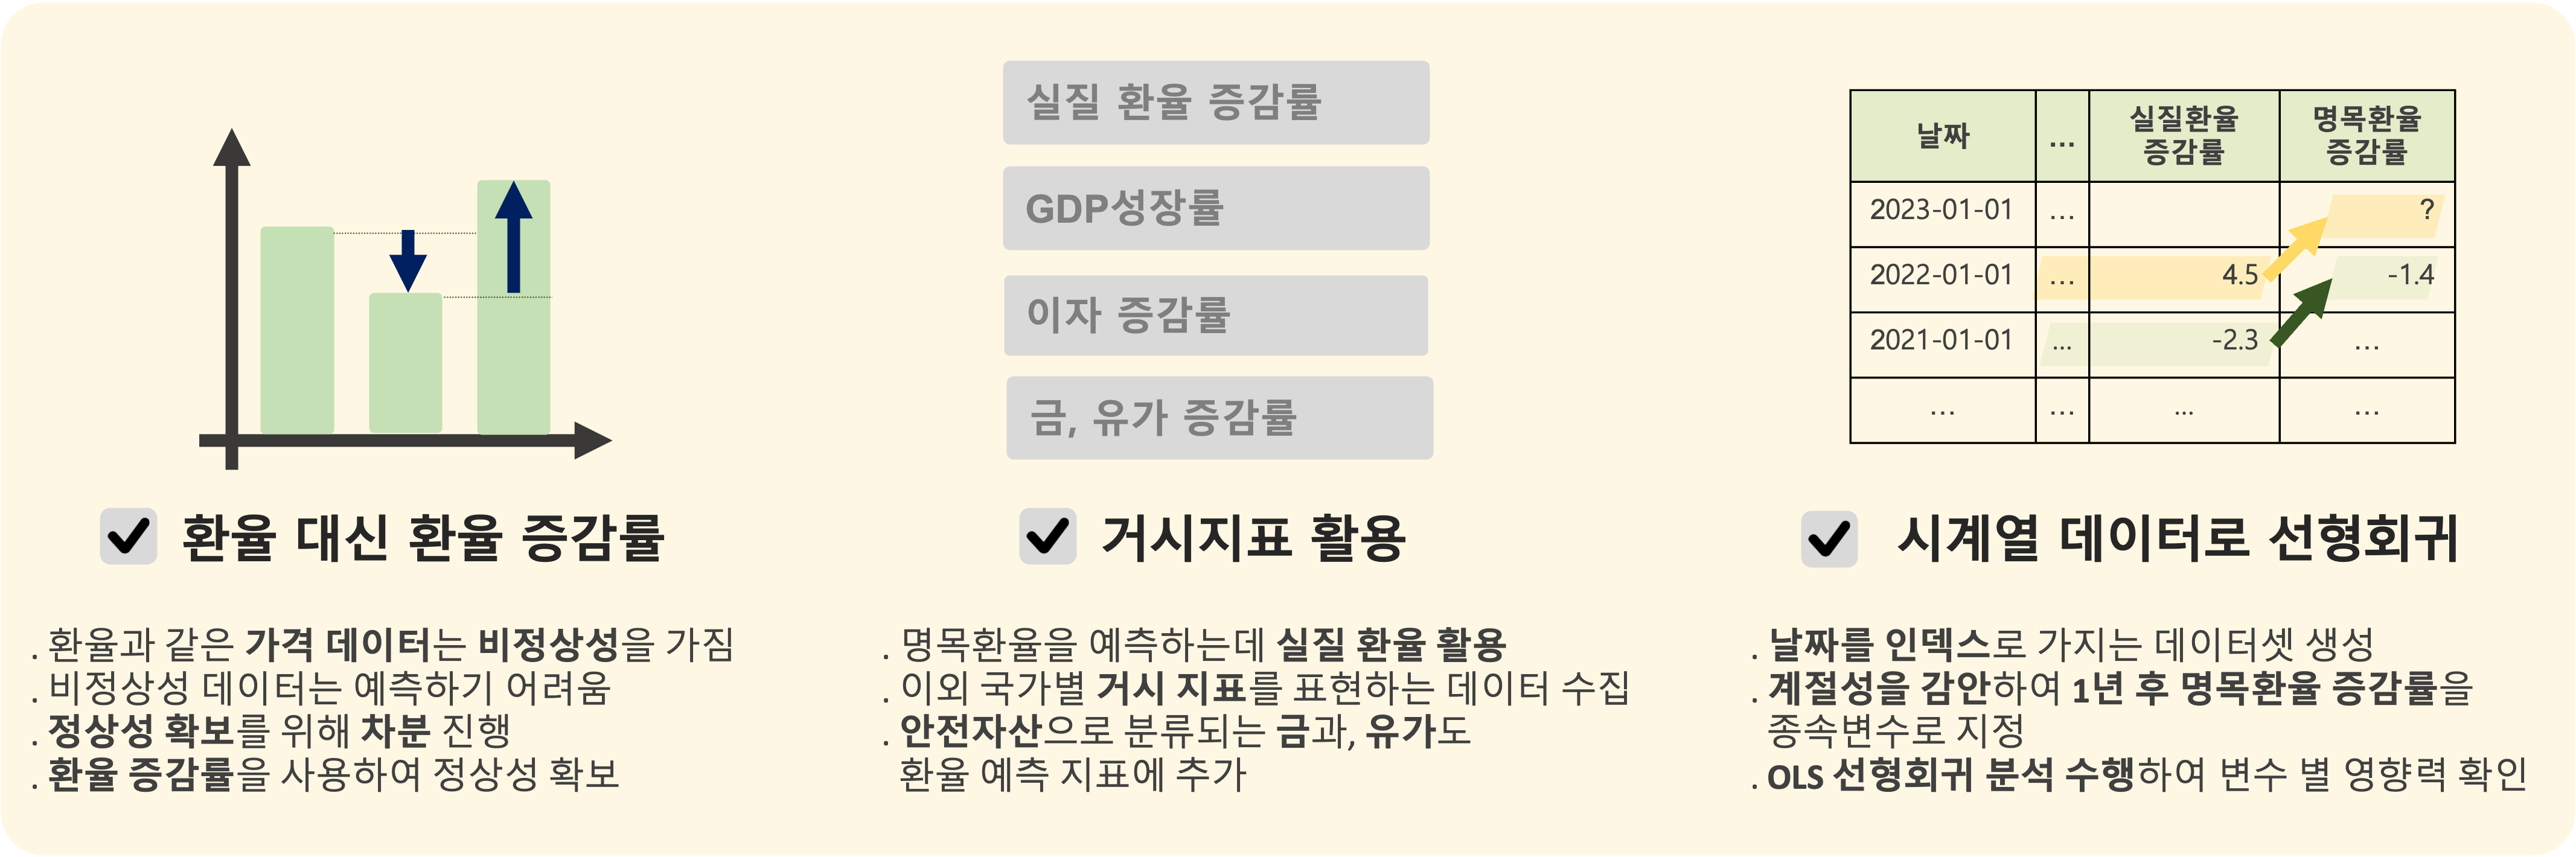 환율 대신 환율 증감률
. 환율과 같은 가격 데이터는 비정상성을 가짐
. 비정상성 데이터는 예측하기 어려움
. 정상성 확보를 위해 차분 진행
. 환율 증감률을 사용하여 정상성 확보
실질 환율 증감률
GDP성장률
이자 증감률
금, 유가 증감률
거시지표 활용
. 명목환율을 예측하는데 실질 환율 활용
. 이외 국가별 거시 지표를 표현하는 데이터 수집
. 안전자산으로 분류되는 금과, 유가도
환율 예측 지표에 추가
날짜 ... 실질환율 증감률 명목환율 증감률
2023-01-01 ... ?
2022-01-01 ... 4.5 -1.4
2021-01-01 ... -2.3 ...
... ... ... ...
시계열 데이터로 선형회귀
. 날짜를 인덱스로 가지는 데이터셋 생성
. 계절성을 감안하여 1년 후 명목환율 증감률을
종속변수로 지정
. OLS 선형회귀 분석 수행하여 변수 별 영향력 확인